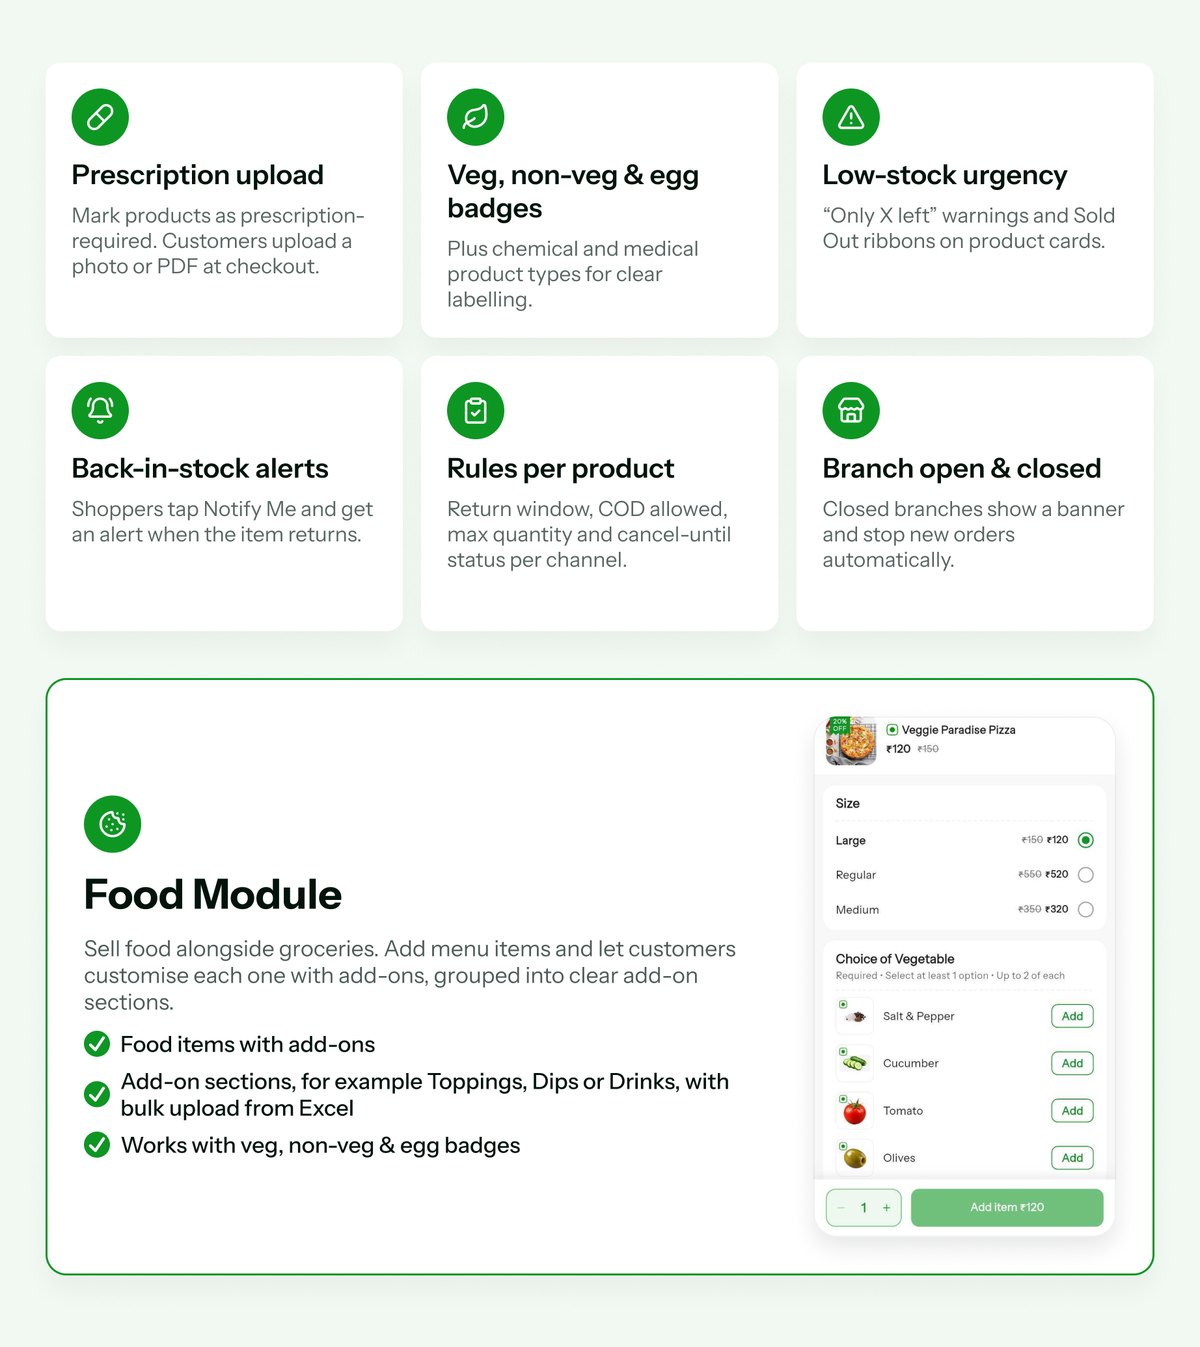 Prescription upload
Mark products as prescription-
required. Customers upload a
photo or PDF at checkout.
Veg, non-veg & egg
badges
Plus chemical and medical
product types for clear
labelling.
Low-stock urgency
“Only X left” warnings and Sold
Out ribbons on product cards.
Back-in-stock alerts
Shoppers tap Notify Me and get
an alert when the item returns.
Rules per product
Return window, COD allowed,
max quantity and cancel-until
status per channel.
Branch open & closed
Closed branches show a banner
and stop new orders
automatically.
Food Module
Sell food alongside groceries. Add menu items and let customers
customise each one with add-ons, grouped into clear add-on
sections.
Food items with add-ons
Add-on sections, for example Toppings, Dips or Drinks, with
bulk upload from Excel
Works with veg, non-veg & egg badges
20%
OFF
Veggie Paradise Pizza
₹120 ₹150
Size
Large ₹150 ₹120
Regular ₹550 ₹520
Medium ₹350 ₹320
Choice of Vegetable
Required • Select at least 1 option • Up to 2 of each
Salt & Pepper Add
Cucumber Add
Tomato Add
Olives Add
− 1 + Add item ₹120